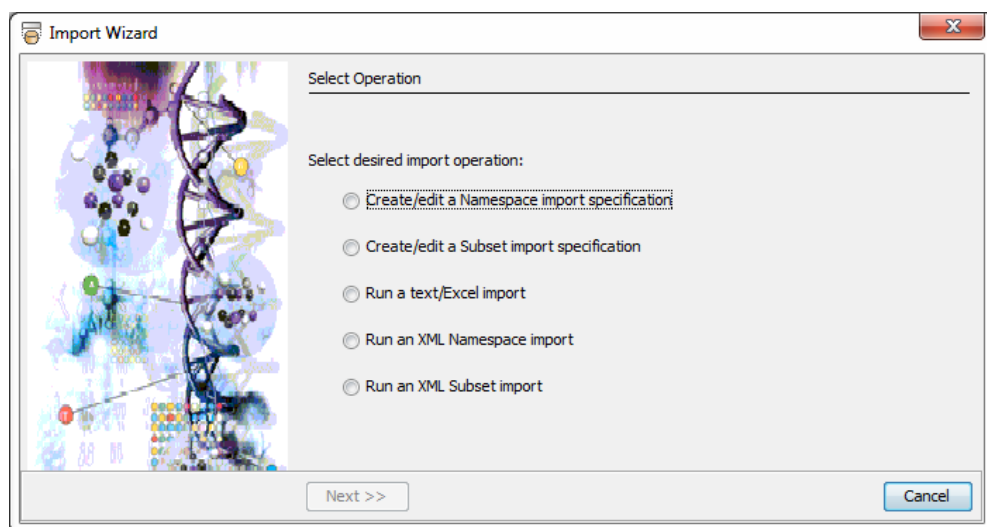 Import Wizard
Select Operation
Select desired import operation:
Create/edit a Namespace import specification
Create/edit a Subset import specification
Run a text/Excel import
Run an XML Namespace import
Run an XML Subset import
Next >>
Cancel